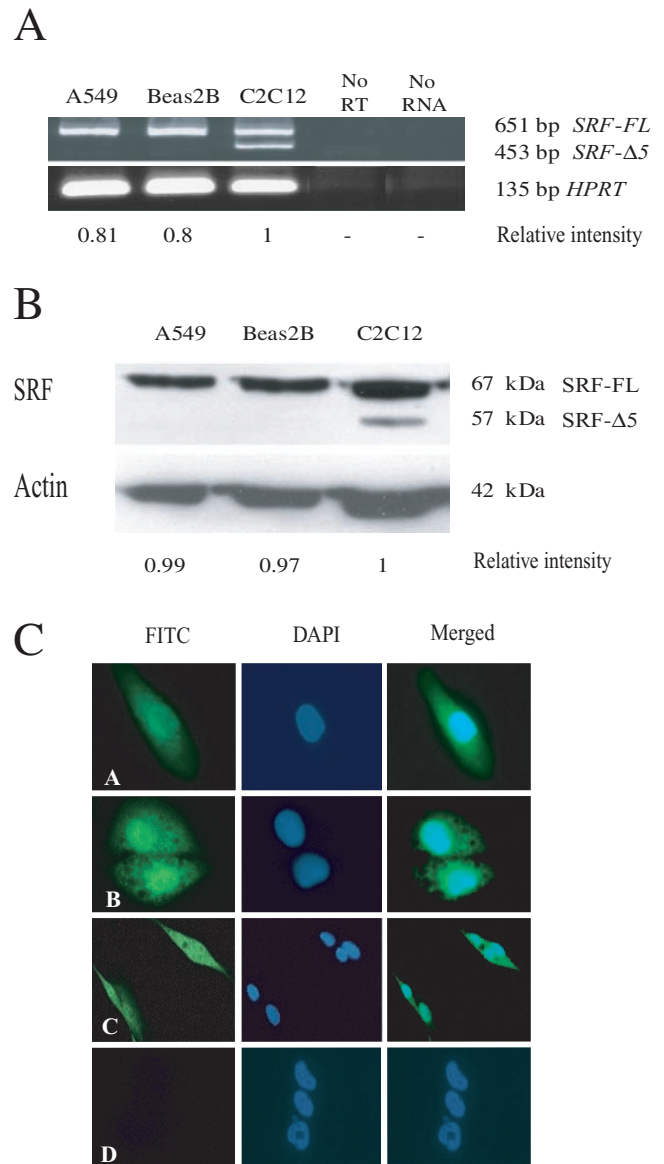 A
A549 Beas2B C2C12 No RT No RNA
651 bp SRF-FL
453 bp SRF-Δ5
135 bp HPRT
0.81 0.8 1 - - Relative intensity
B
A549 Beas2B C2C12
SRF 67 kDa SRF-FL
57 kDa SRF-Δ5
Actin 42 kDa
0.99 0.97 1 Relative intensity
C
FITC DAPI Merged
A
B
C
D